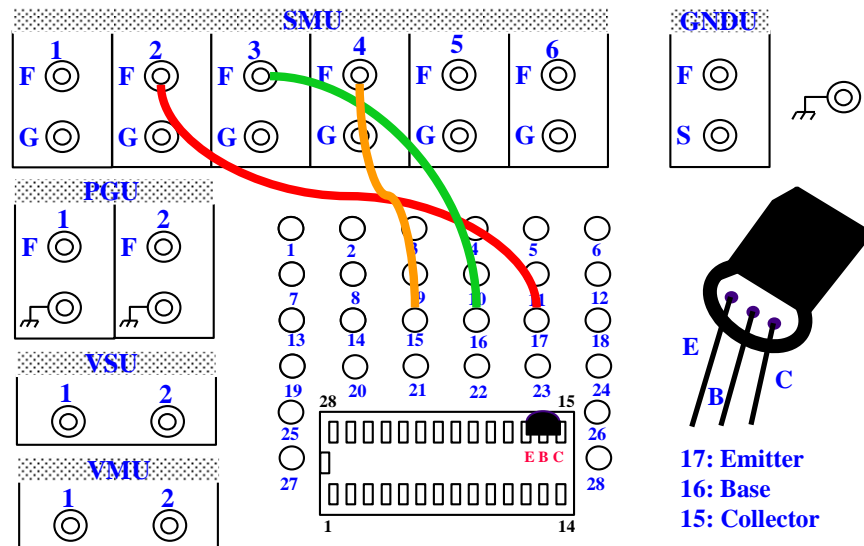 SMU
GNDU
1 2 3 4 5 6
F F F F F F F
G G G G G G S
PGU
1 2
F F
1 2 3 4 5 6
7 8 9 10 11 12
13 14 15 16 17 18
VSU
1 2
19 20 21 22 23 24
28 15
25 26
E B C
27 28
1 14
VMU
1 2
E
B
C
17: Emitter
16: Base
15: Collector